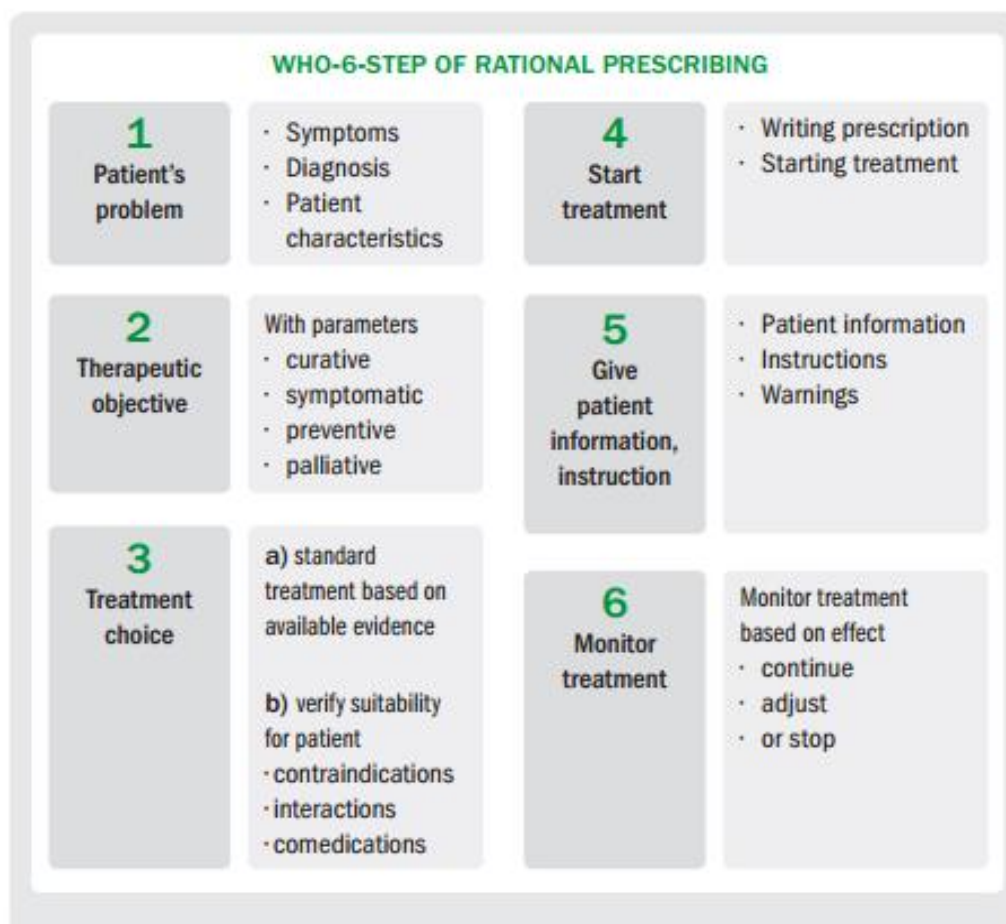 WHO-6-STEP OF RATIONAL PRESCRIBING
1
Patient's
problem
· Symptoms
· Diagnosis
· Patient
characteristics
2
Therapeutic
objective
With parameters
· curative
· symptomatic
· preventive
· palliative
3
Treatment
choice
a) standard
treatment based on
available evidence
b) verify suitability
for patient
· contraindications
· interactions
· comedications
4
Start
treatment
· Writing prescription
· Starting treatment
5
Give
patient
information,
instruction
· Patient information
· Instructions
· Warnings
6
Monitor
treatment
Monitor treatment
based on effect
· continue
· adjust
· or stop